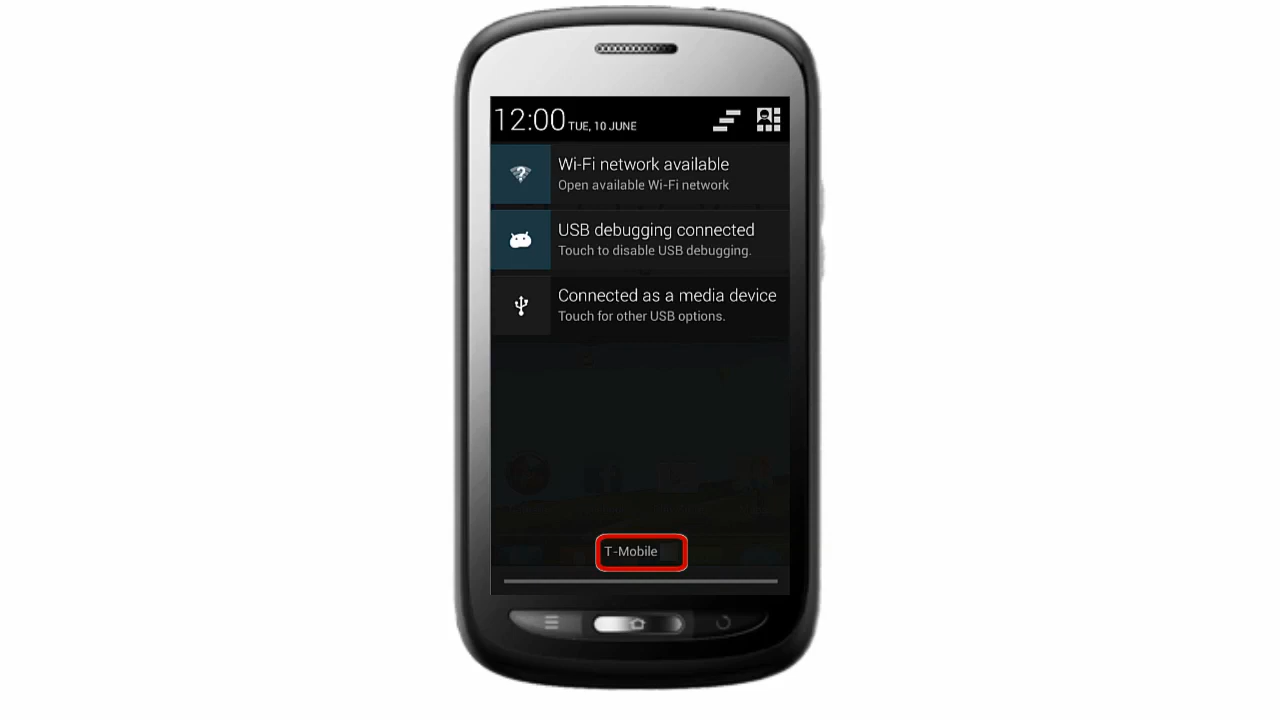 12:00 TUE, 10 JUNE
Wi-Fi network available
Open available Wi-Fi network
USB debugging connected
Touch to disable USB debugging.
Connected as a media device
Touch for other USB options.
T-Mobile